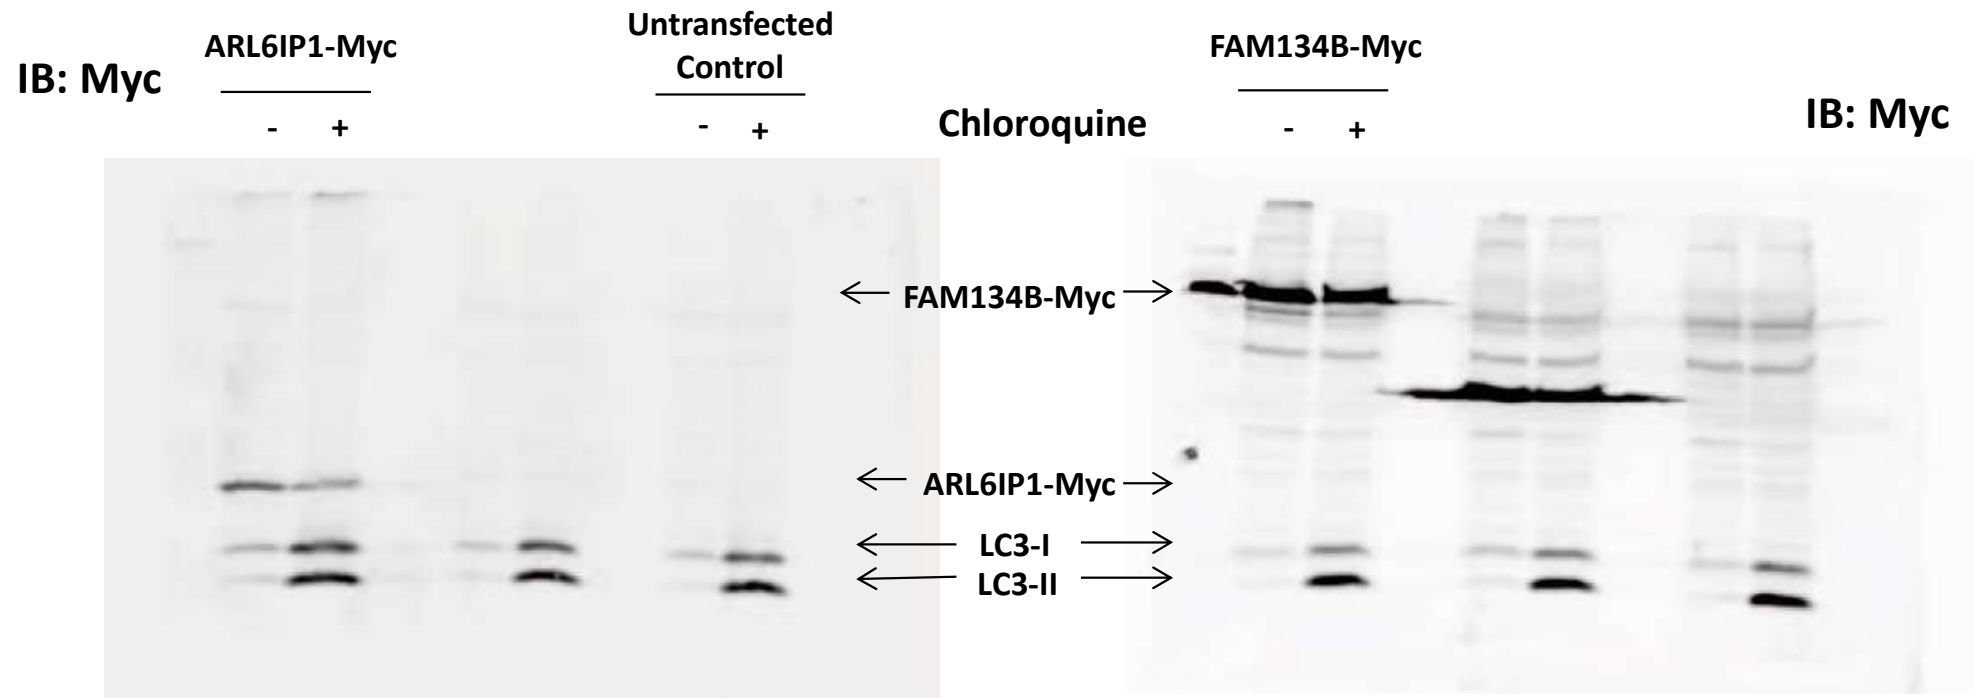 IB: Myc
ARL6IP1-Myc
- +
Untransfected
Control
- +
Chloroquine
FAM134B-Myc
- +
IB: Myc
FAM134B-Myc
ARL6IP1-Myc
LC3-I
LC3-II